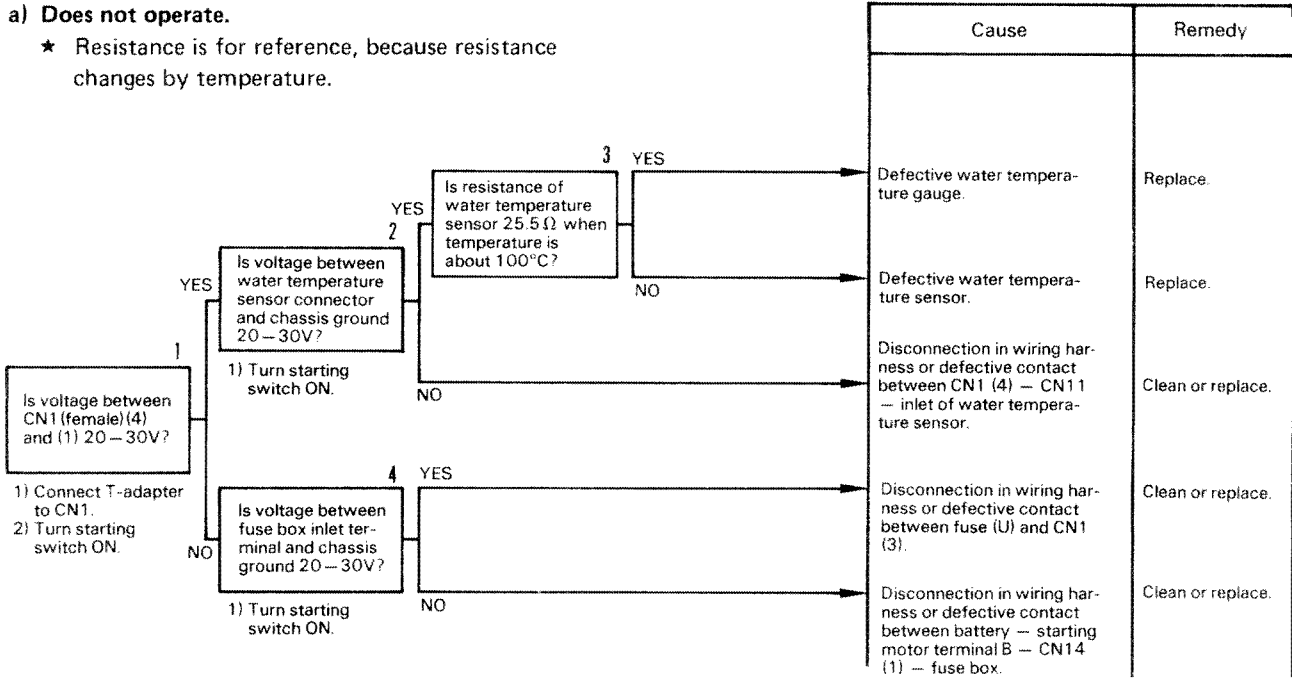 a) Does not operate.
★ Resistance is for reference, because resistance
changes by temperature.
Cause
Remedy
1
Is voltage between
CN1 (female) (4)
and (1) 20 – 30V?
1) Connect T-adapter
to CN1.
2) Turn starting
switch ON.
YES
NO
2
Is voltage between
water temperature
sensor connector
and chassis ground
20 – 30V?
1) Turn starting
switch ON.
YES
NO
3
Is resistance of
water temperature
sensor 25.5 Ω when
temperature is
about 100°C?
YES
NO
4
Is voltage between
fuse box inlet ter-
minal and chassis
ground 20 – 30V?
1) Turn starting
switch ON.
YES
NO
Defective water tempera-
ture gauge.
Replace.
Defective water tempera-
ture sensor.
Replace.
Disconnection in wiring har-
ness or defective contact
between CN1 (4) – CN11
– inlet of water tempera-
ture sensor.
Clean or replace.
Disconnection in wiring har-
ness or defective contact
between fuse (U) and CN1
(3).
Clean or replace.
Disconnection in wiring har-
ness or defective contact
between battery – starting
motor terminal B – CN14
(1) – fuse box.
Clean or replace.